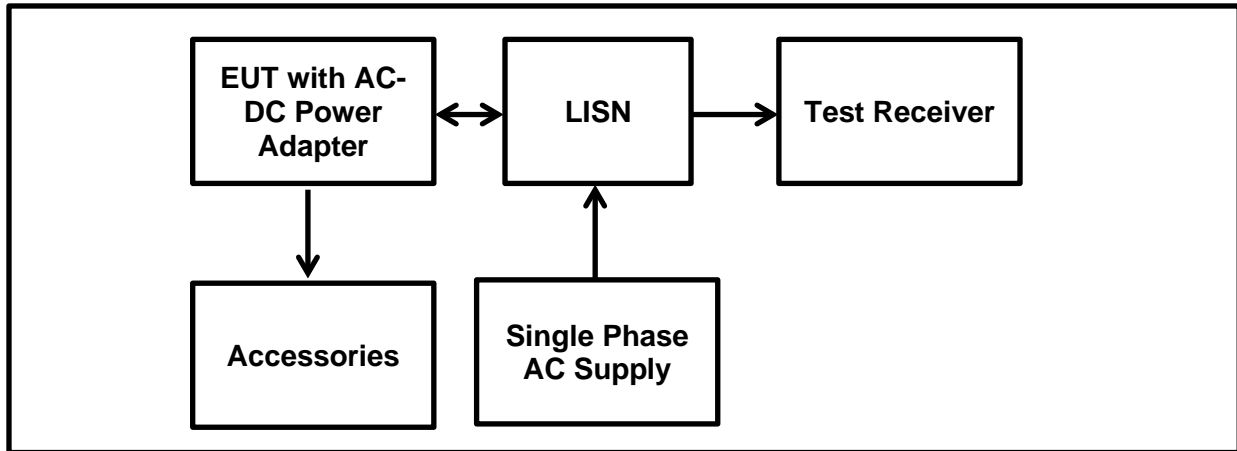 EUT with AC-
DC Power
Adapter
LISN
Test Receiver
Accessories
Single Phase
AC Supply